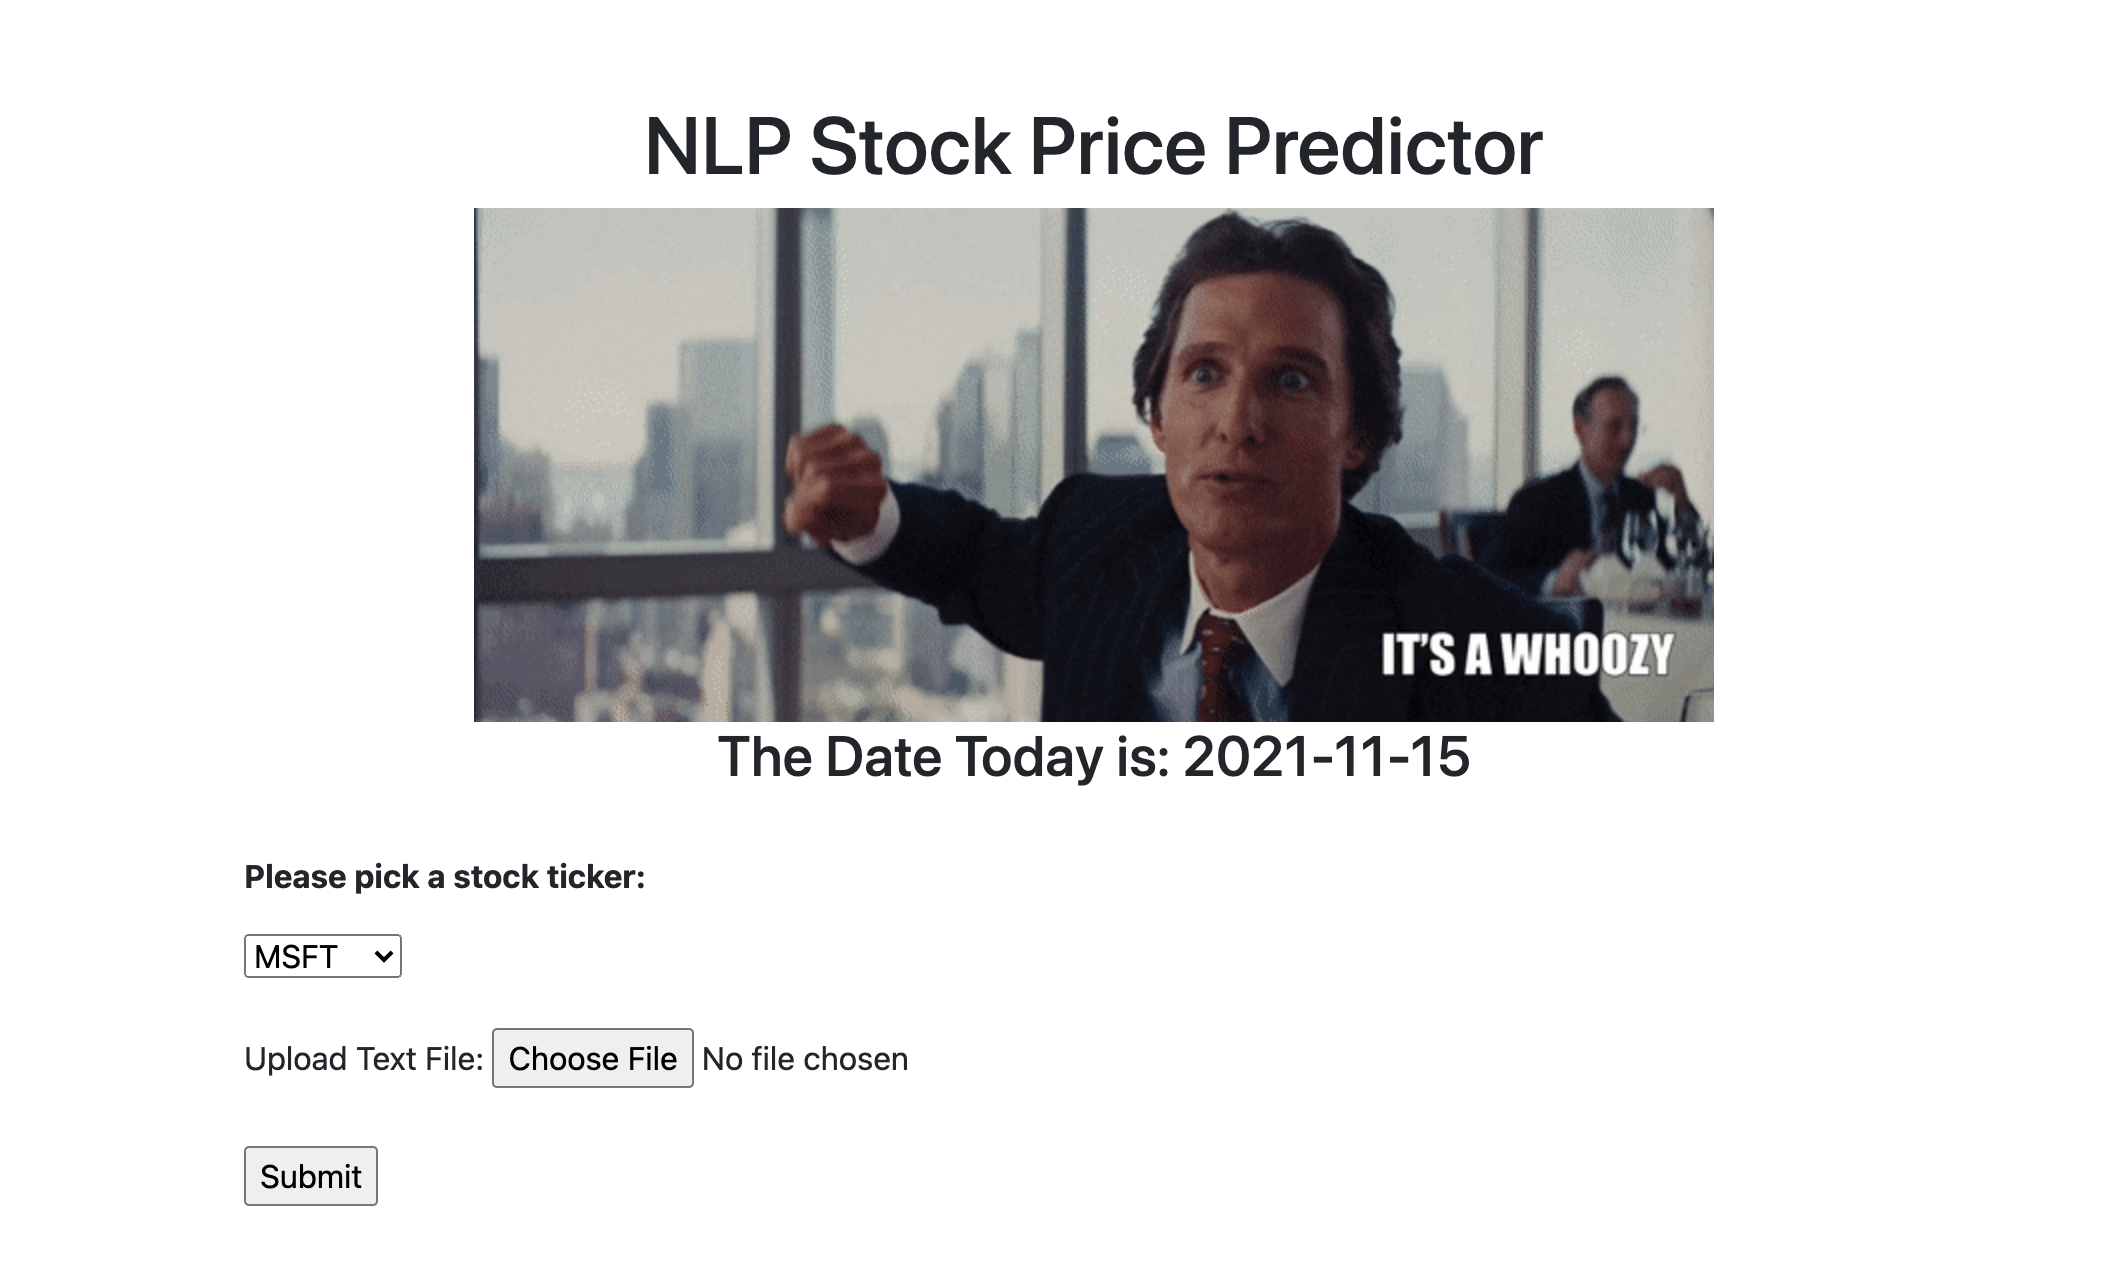 NLP Stock Price Predictor
IT'S A WHOOZY
The Date Today is: 2021-11-15
Please pick a stock ticker:
MSFT
Upload Text File: Choose File No file chosen
Submit